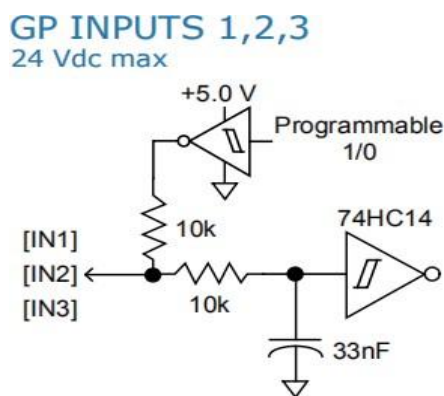 GP INPUTS 1,2,3
24 Vdc max
+5.0 V
Programmable
1/0
74HC14
10k
[IN1]
[IN2]
[IN3]
10k
33nF